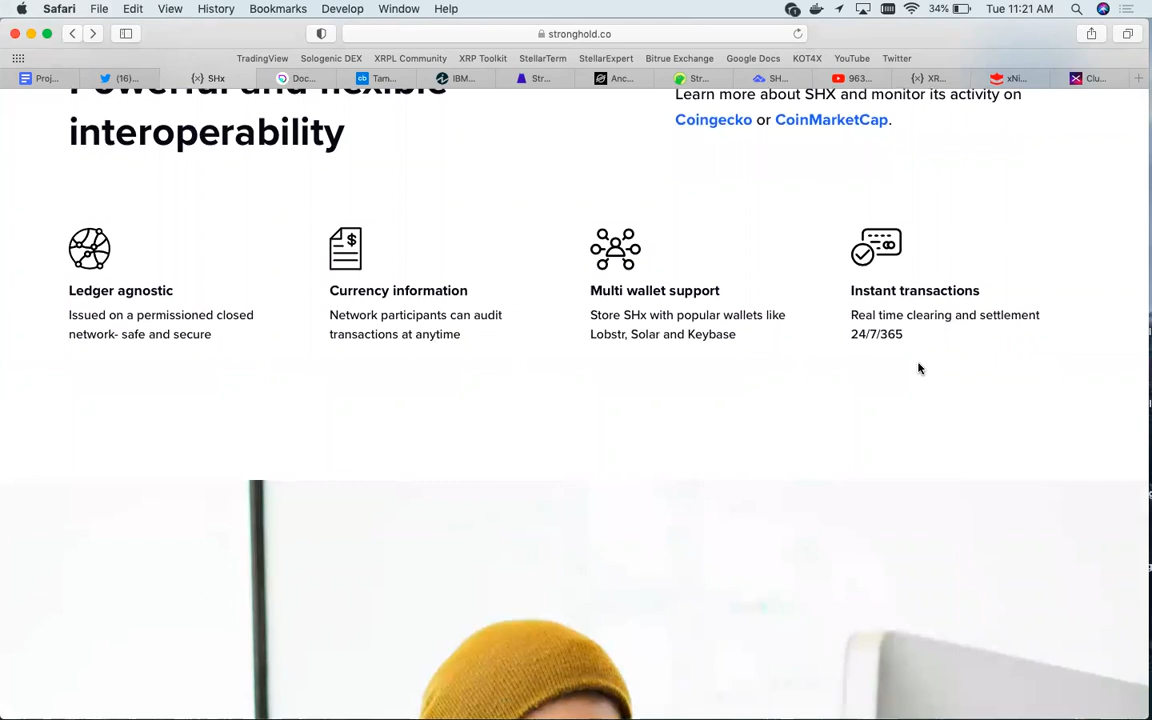 Safari File Edit View History Bookmarks Develop Window Help 34% Tue 11:21 AM
stronghold.co
TradingView Sologenic DEX XRPL Community XRP Toolkit StellarTerm StellarExpert Bitrue Exchange Google Docs KOT4X YouTube Twitter
Proj... (16)... {x} SHx Doc... cb Tam... IBM... Str... Anc... Str... SH... 963... {x} XR... xNi... Clu...
Powerful and flexible
interoperability
Learn more about SHX and monitor its activity on
Coingecko or CoinMarketCap.
Ledger agnostic
Issued on a permissioned closed
network- safe and secure
Currency information
Network participants can audit
transactions at anytime
Multi wallet support
Store SHx with popular wallets like
Lobstr, Solar and Keybase
Instant transactions
Real time clearing and settlement
24/7/365